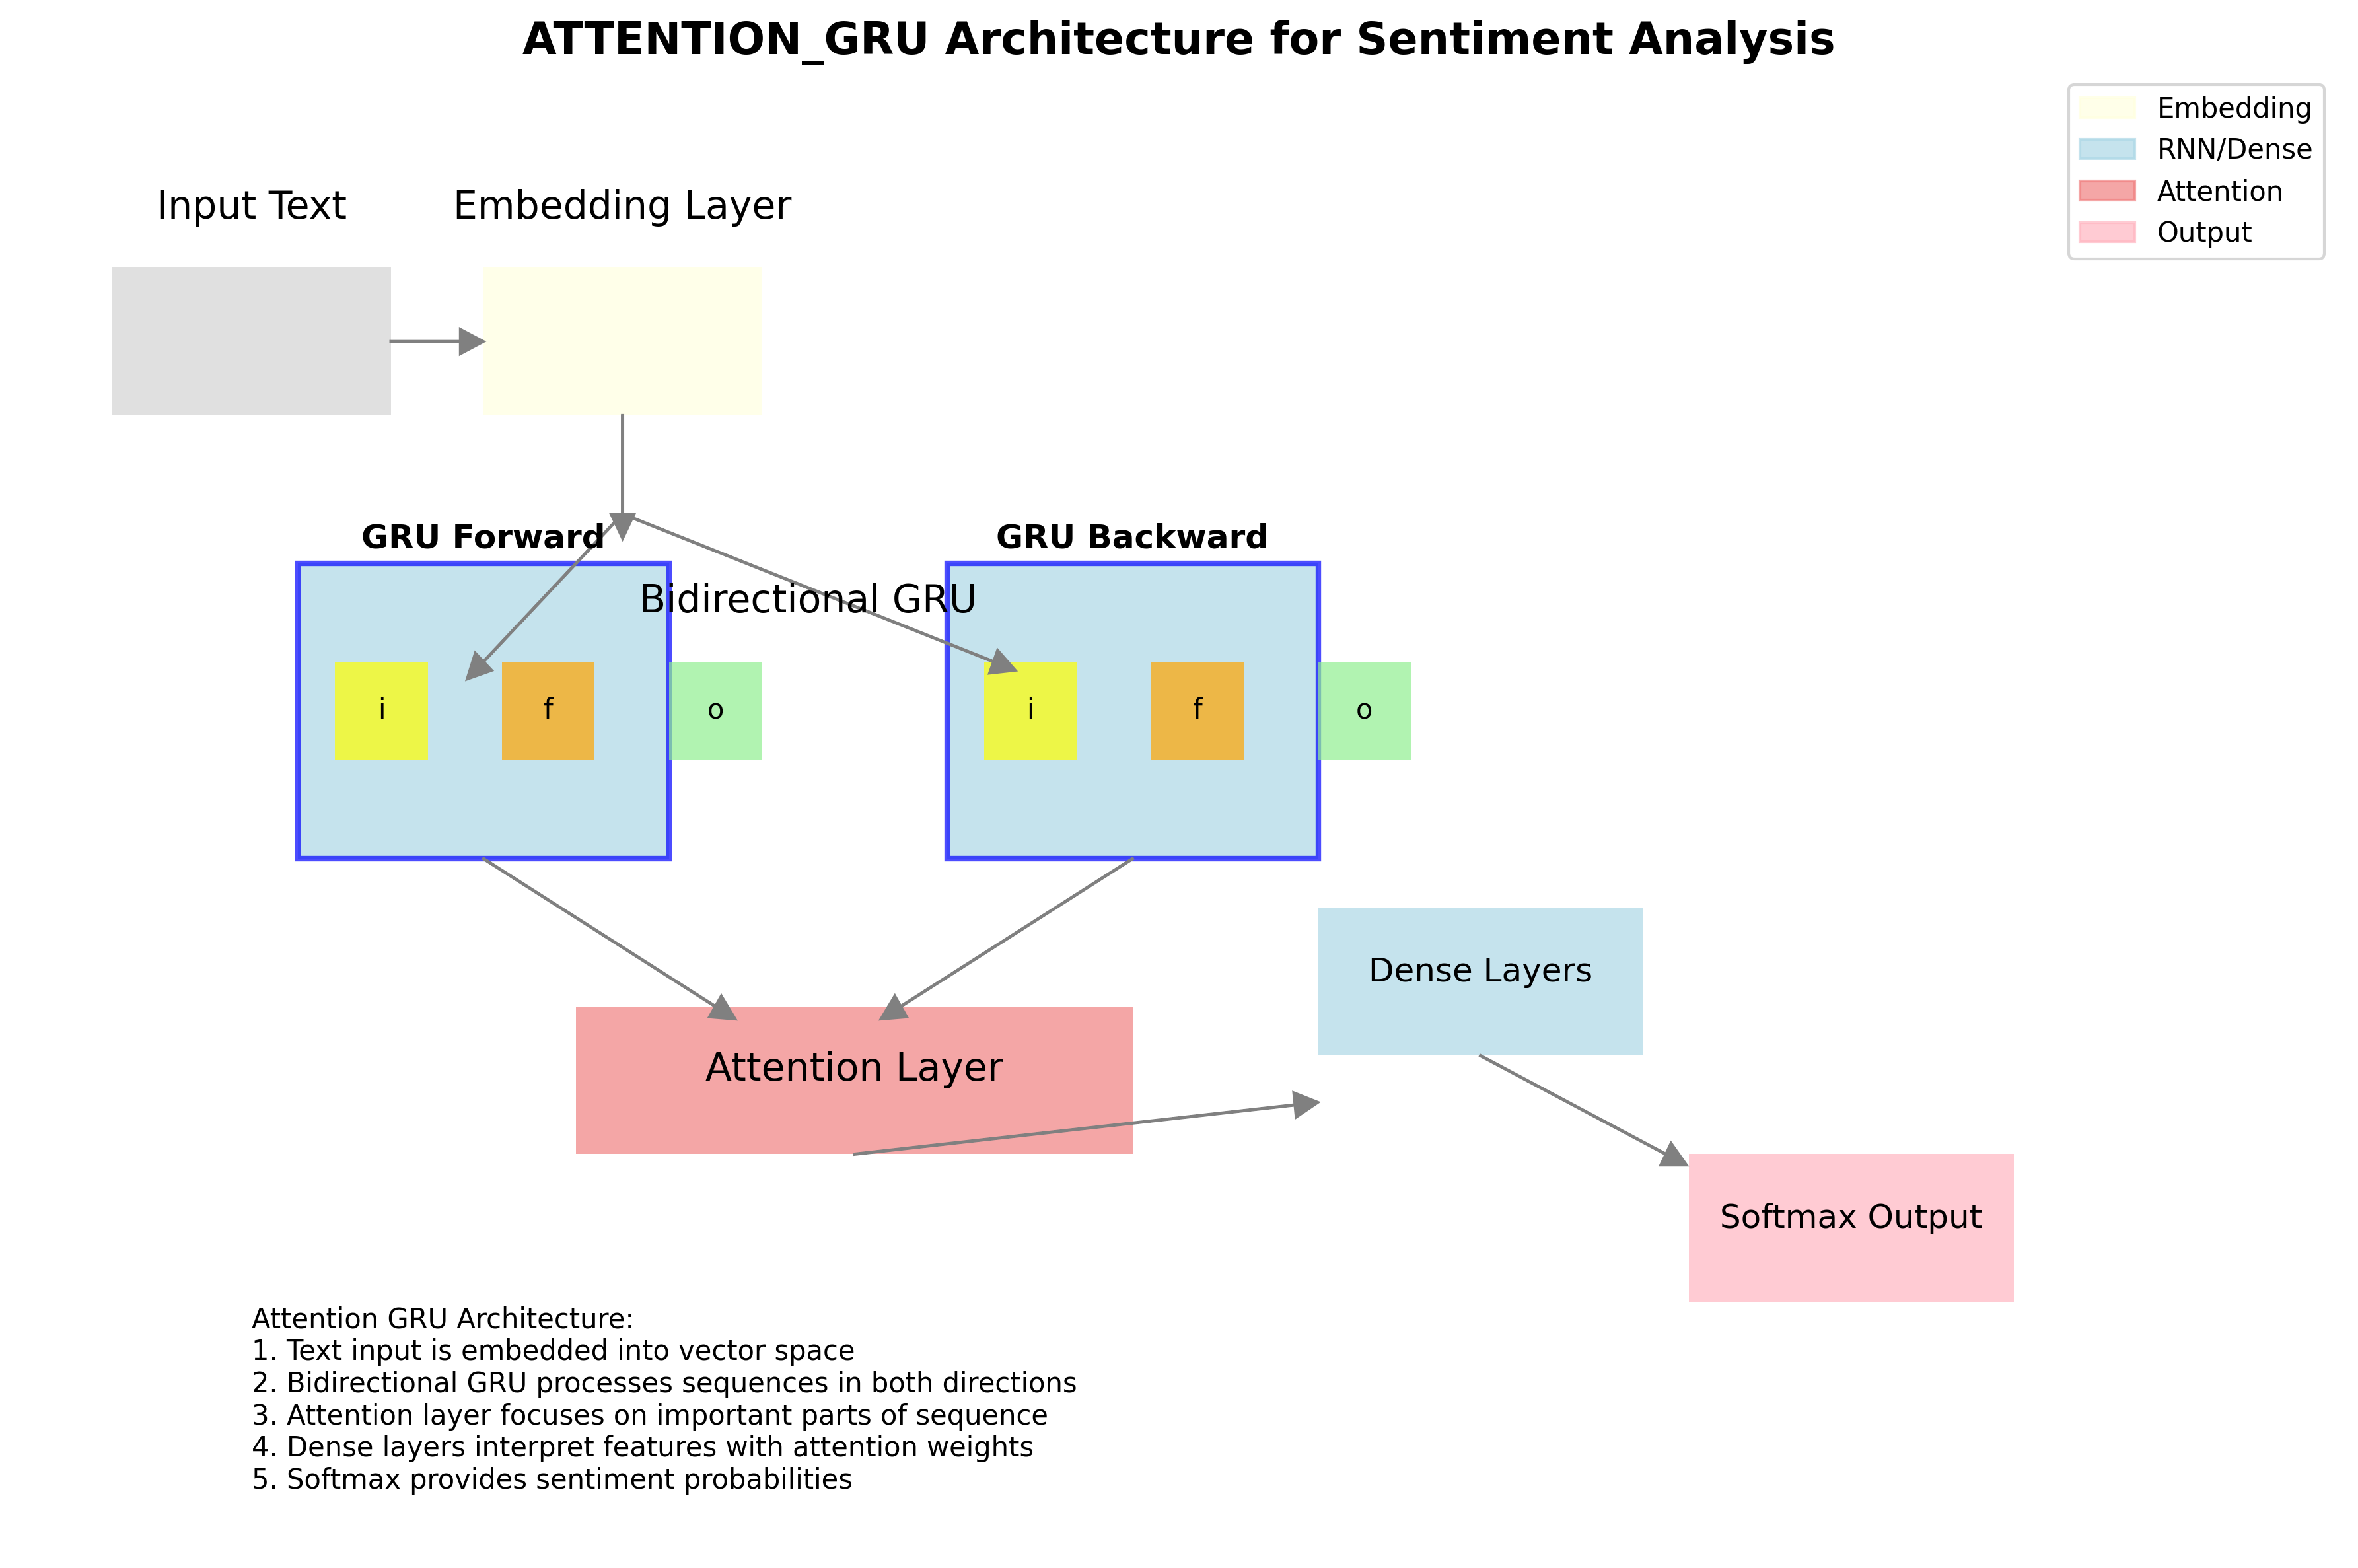 ATTENTION_GRU Architecture for Sentiment Analysis
Embedding
RNN/Dense
Attention
Output
Input Text
Embedding Layer
GRU Forward
GRU Backward
Bidirectional GRU
i
f
o
i
f
o
Dense Layers
Attention Layer
Softmax Output
Attention GRU Architecture:
1. Text input is embedded into vector space
2. Bidirectional GRU processes sequences in both directions
3. Attention layer focuses on important parts of sequence
4. Dense layers interpret features with attention weights
5. Softmax provides sentiment probabilities